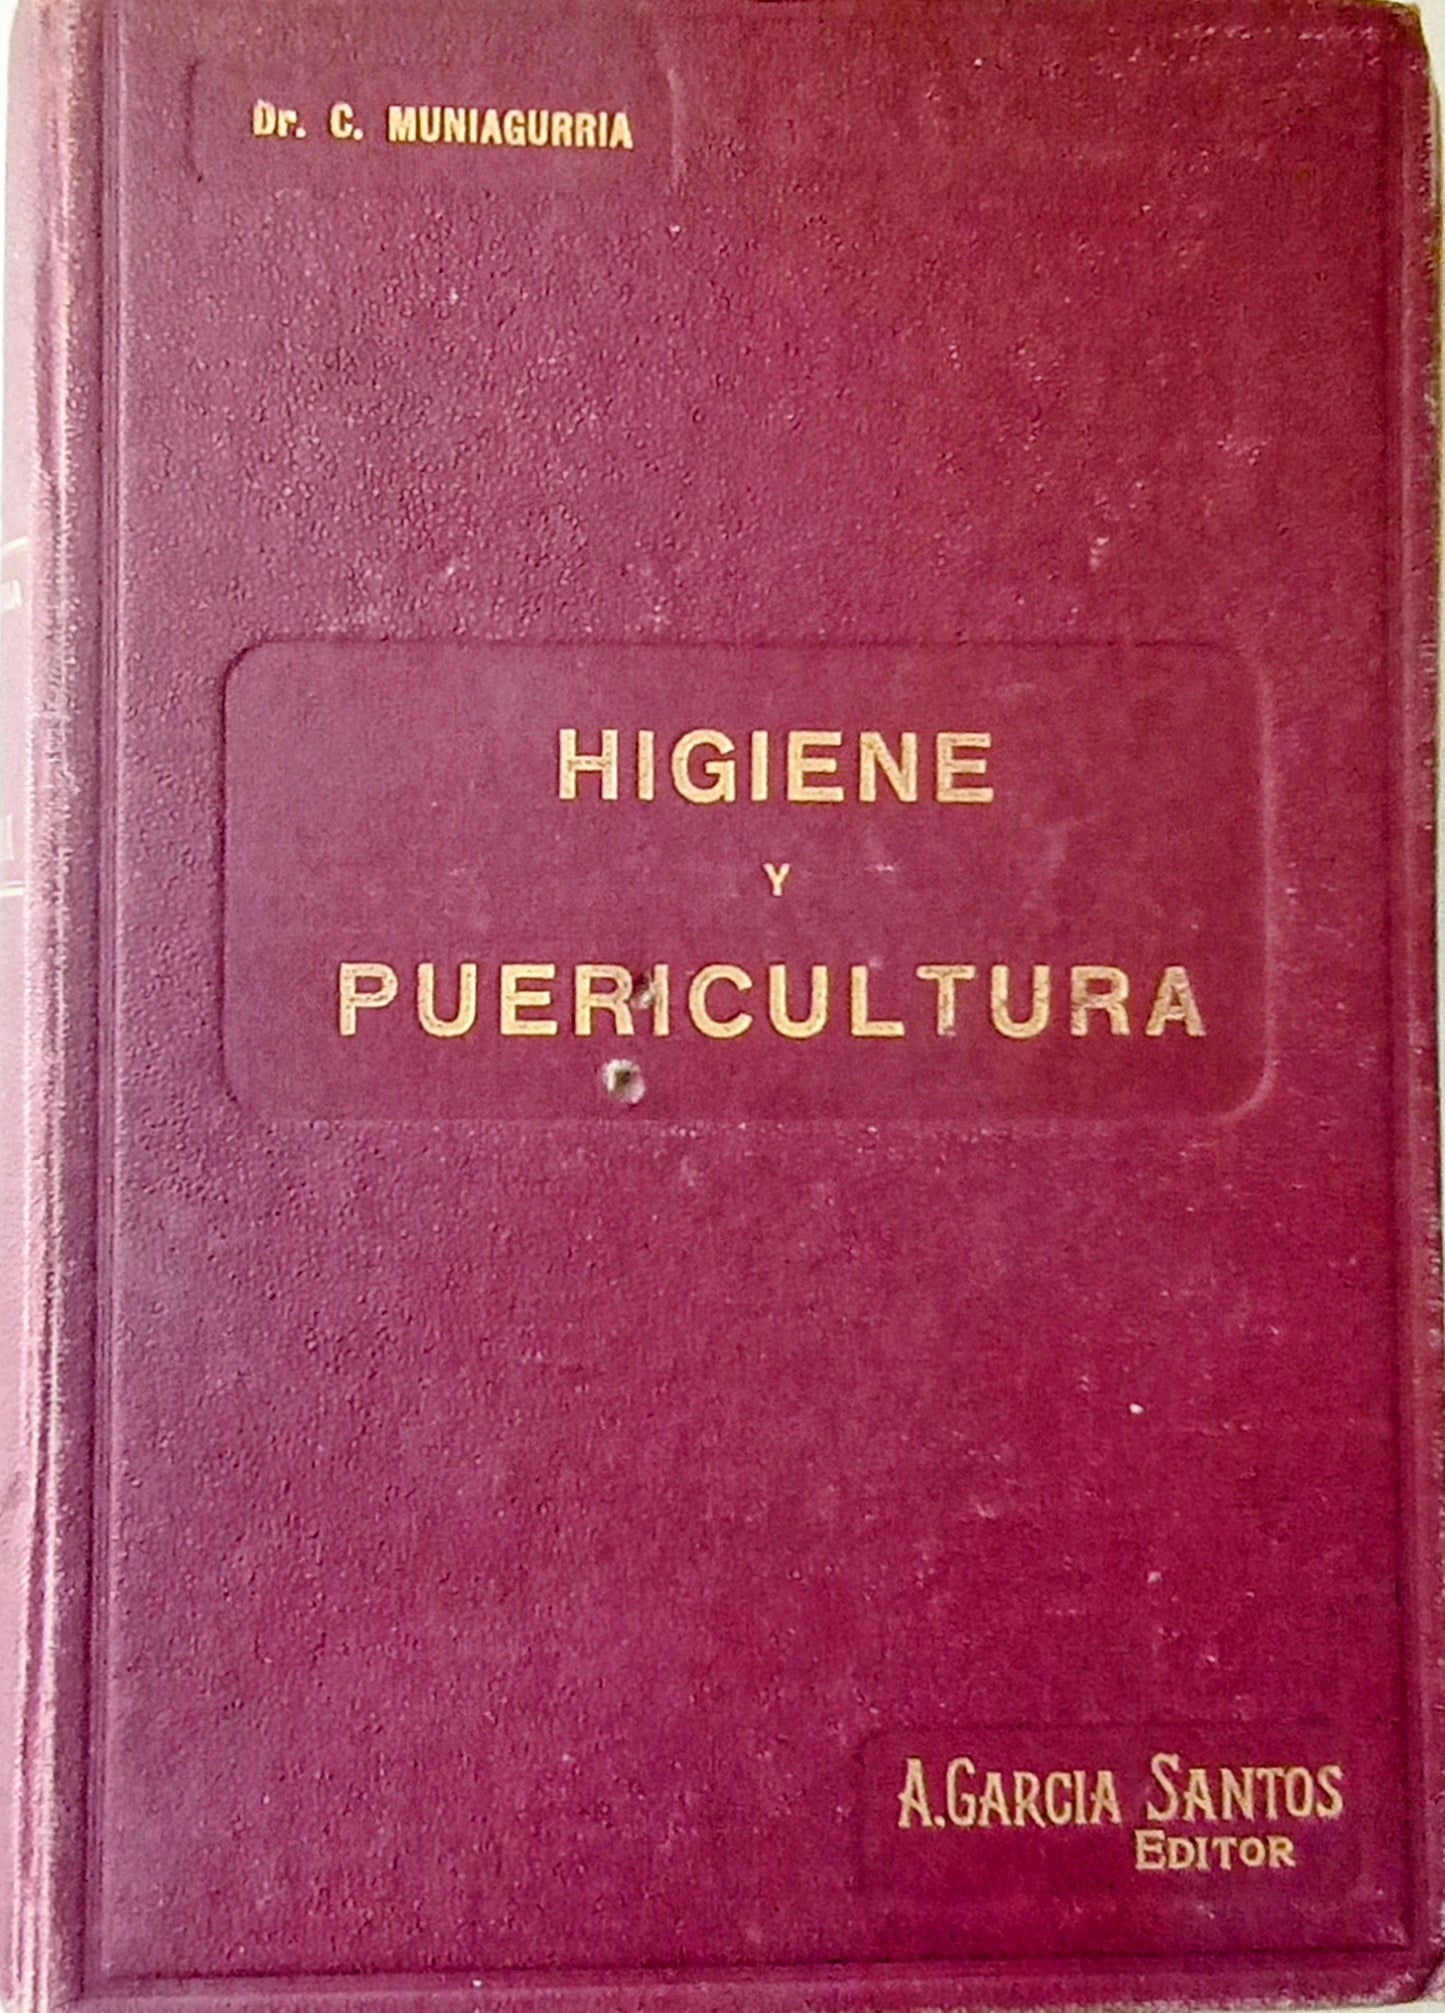 Dr. C. MUNIAGURRIA
HIGIENE
Y
PUERICULTURA
A. GARCIA SANTOS
EDITOR